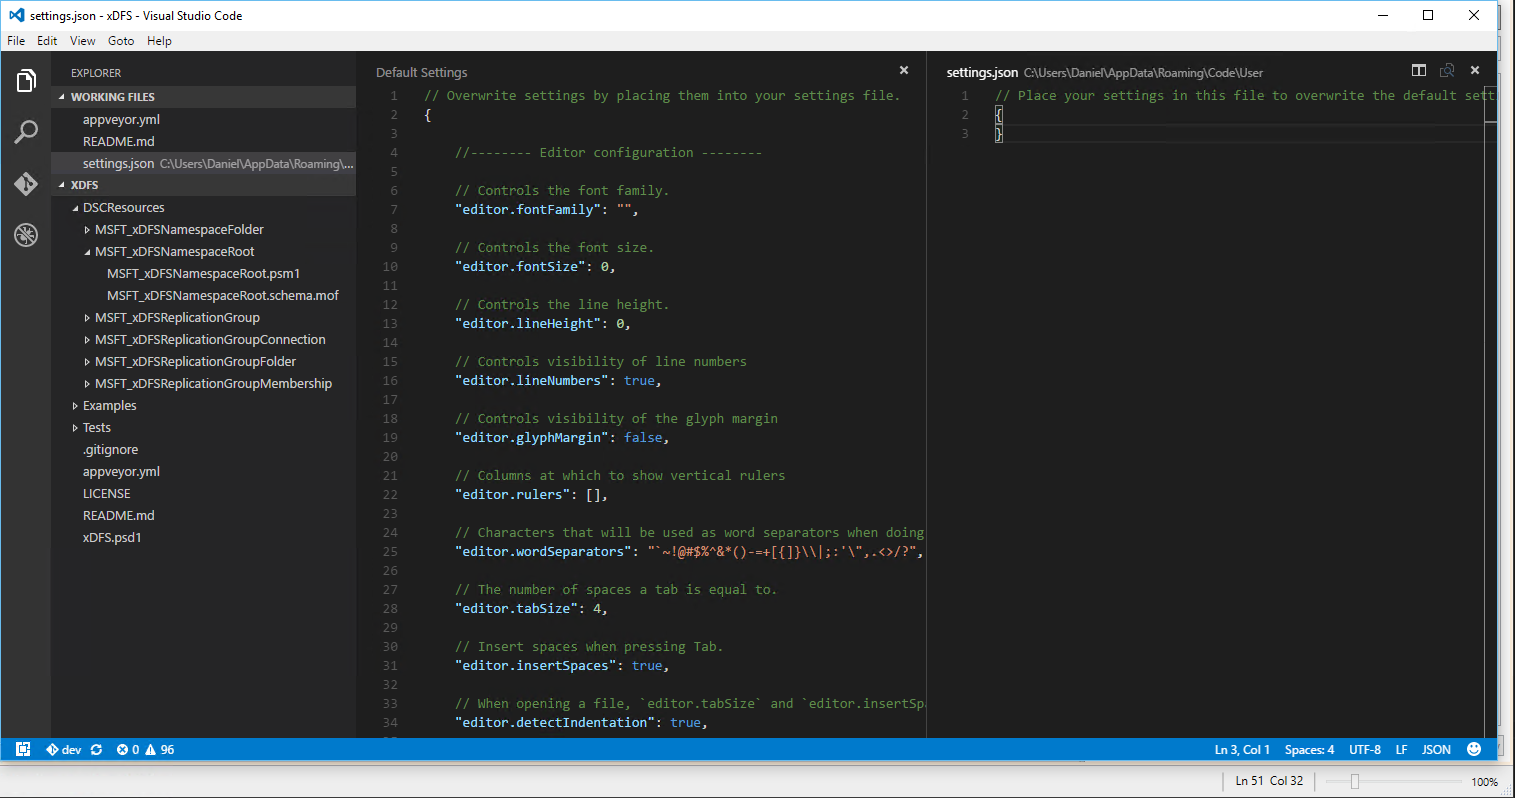 settings.json - xDFS - Visual Studio Code
File Edit View Goto Help
EXPLORER
WORKING FILES
appveyor.yml
README.md
settings.json C:\Users\Daniel\AppData\Roaming\...
XDFS
DSCResources
MSFT_xDFSNamespaceFolder
MSFT_xDFSNamespaceRoot
MSFT_xDFSNamespaceRoot.psm1
MSFT_xDFSNamespaceRoot.schema.mof
MSFT_xDFSReplicationGroup
MSFT_xDFSReplicationGroupConnection
MSFT_xDFSReplicationGroupFolder
MSFT_xDFSReplicationGroupMembership
Examples
Tests
.gitignore
appveyor.yml
LICENSE
README.md
xDFS.psd1
Default Settings
1 // Overwrite settings by placing them into your settings file.
2 {
3
4 //-------- Editor configuration --------
5
6 // Controls the font family.
7 "editor.fontFamily": "",
8
9 // Controls the font size.
10 "editor.fontSize": 0,
11
12 // Controls the line height.
13 "editor.lineHeight": 0,
14
15 // Controls visibility of line numbers
16 "editor.lineNumbers": true,
17
18 // Controls visibility of the glyph margin
19 "editor.glyphMargin": false,
20
21 // Columns at which to show vertical rulers
22 "editor.rulers": [],
23
24 // Characters that will be used as word separators when doing
25 "editor.wordSeparators": "`~!@#$%^&*()-=+[{]}\\|;:'\",.<>/?",
26
27 // The number of spaces a tab is equal to.
28 "editor.tabSize": 4,
29
30 // Insert spaces when pressing Tab.
31 "editor.insertSpaces": true,
32
33 // When opening a file, `editor.tabSize` and `editor.insertSp
34 "editor.detectIndentation": true,
settings.json C:\Users\Daniel\AppData\Roaming\Code\User
1 // Place your settings in this file to overwrite the default sett
2 {
3 }
dev 0 96
Ln 3, Col 1 Spaces: 4 UTF-8 LF JSON
Ln 51 Col 32 100%